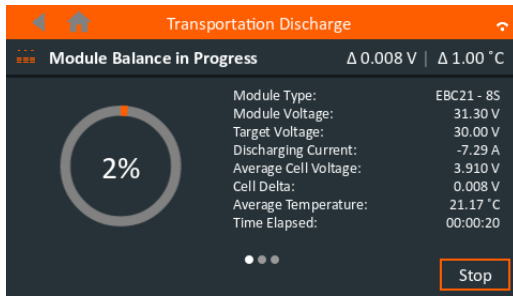 Transportation Discharge
Module Balance in Progress Δ 0.008 V | Δ 1.00 °C
2%
Module Type: EBC21 - 8S
Module Voltage: 31.30 V
Target Voltage: 30.00 V
Discharging Current: -7.29 A
Average Cell Voltage: 3.910 V
Cell Delta: 0.008 V
Average Temperature: 21.17 °C
Time Elapsed: 00:00:20
Stop